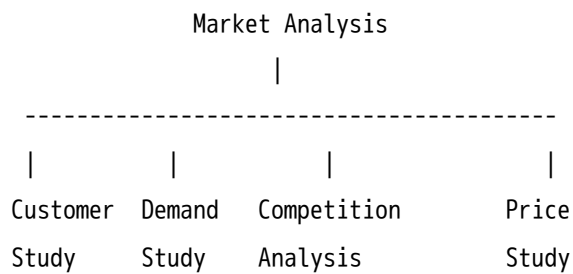 Market Analysis
|
-----------------------------------------
| | | |
Customer Demand Competition Price
Study Study Analysis Study